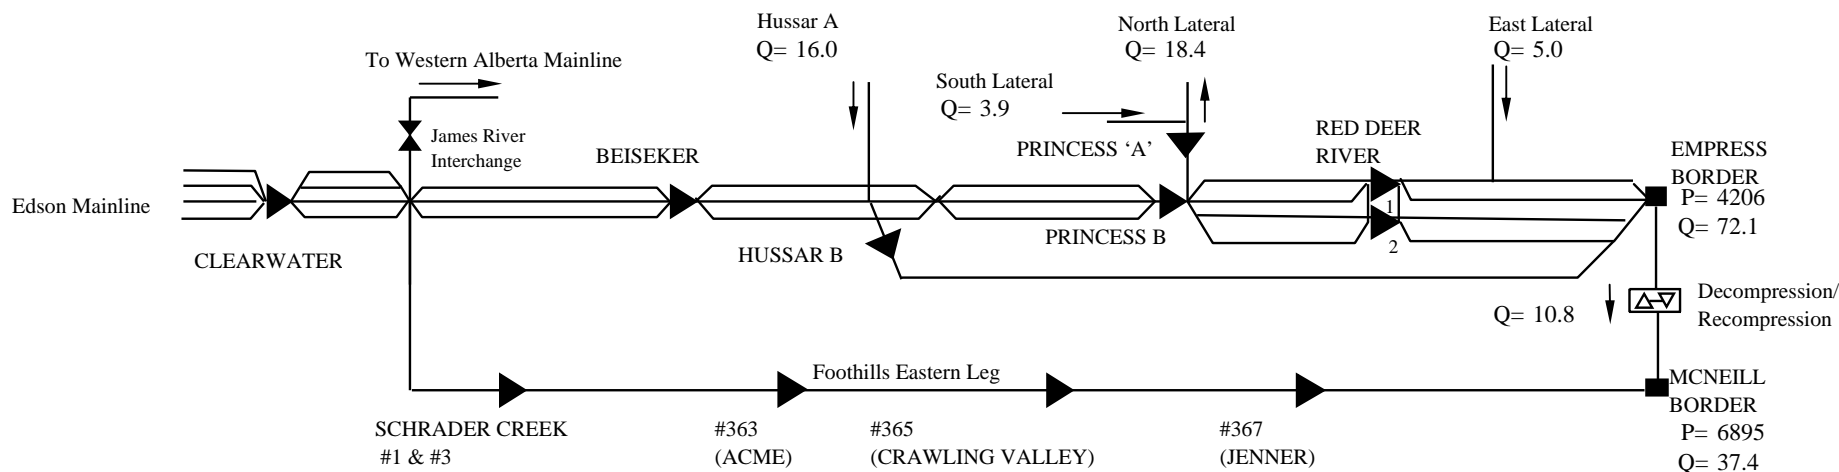 Hussar A
Q= 16.0
North Lateral
Q= 18.4
East Lateral
Q= 5.0
To Western Alberta Mainline
South Lateral
Q= 3.9
James River
Interchange
BEISEKER
PRINCESS ‘A’
RED DEER
RIVER
EMPRESS
BORDER
P= 4206
Q= 72.1
Edson Mainline
1
2
CLEARWATER
HUSSAR B
PRINCESS B
Q= 10.8
Decompression/
Recompression
Foothills Eastern Leg
MCNEILL
BORDER
P= 6895
Q= 37.4
SCHRADER CREEK
#1 & #3
#363
(ACME)
#365
(CRAWLING VALLEY)
#367
(JENNER)